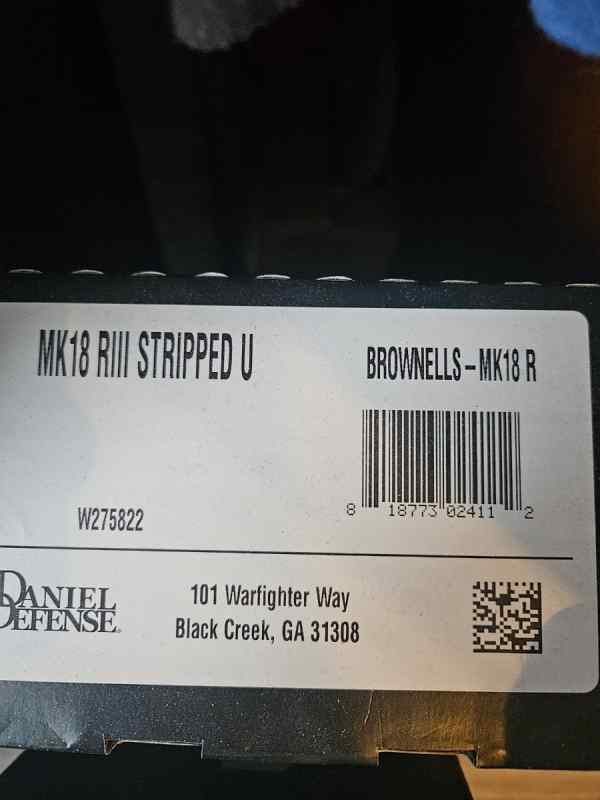 MK18 RIII STRIPPED U
BROWNELLS-MK18 R
8 18773 02411 2
W275822
DANIEL
DEFENSE®
101 Warfighter Way
Black Creek, GA 31308